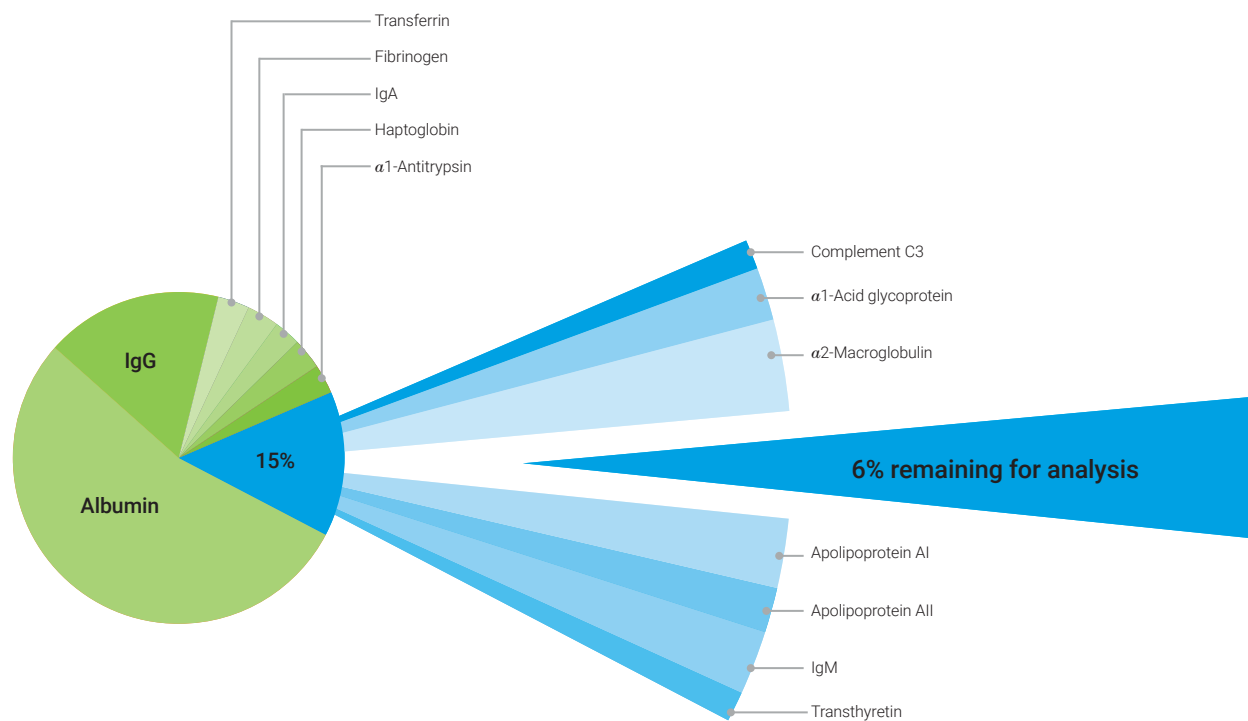 Transferrin
Fibrinogen
IgA
Haptoglobin
α1-Antitrypsin
IgG
15%
Albumin
Complement C3
α1-Acid glycoprotein
α2-Macroglobulin
6% remaining for analysis
Apolipoprotein AI
Apolipoprotein AII
IgM
Transthyretin